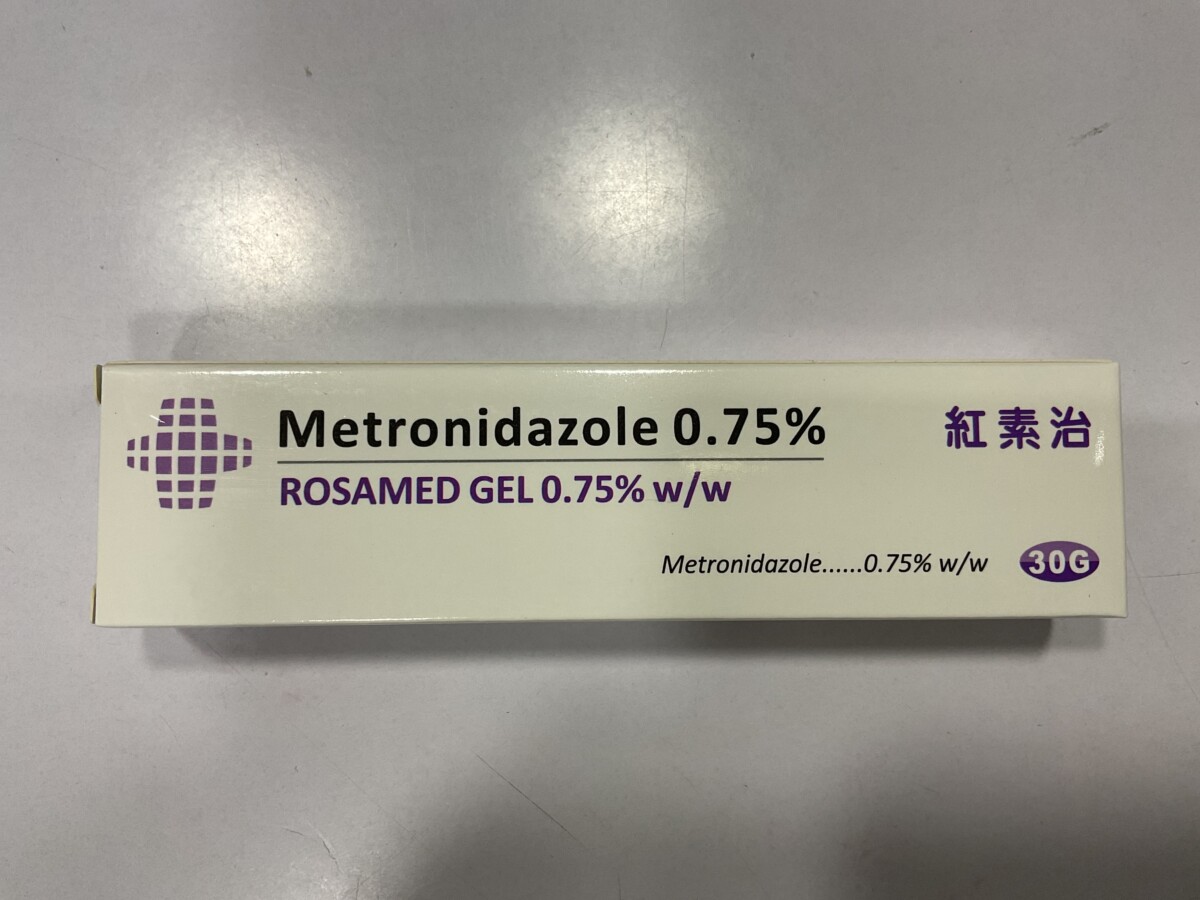 Metronidazole 0.75%
紅素治
ROSAMED GEL 0.75% w/w
Metronidazole......0.75% w/w
30G